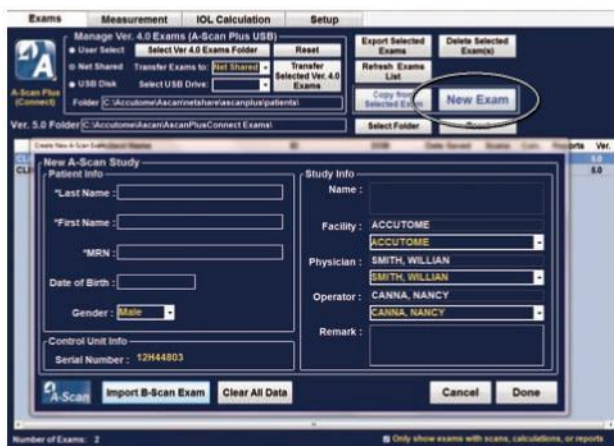 Exams Measurement IOL Calculation Setup
Manage Ver. 4.0 Exams (A-Scan Plus USB)
User Select Select Ver 4.0 Exams Folder Reset
Net Shared Transfer Exams to: Net Shared Transfer Selected Ver. 4.0 Exams
USB Disk Select USB Drive:
Folder C:\Accutome\Ascan\netshare\ascanplus\patients\
A-Scan Plus
(Connect)
Export Selected Exams
Delete Selected Exam(s)
Refresh Exams List
Copy from Selected Exam
New Exam
Ver. 5.0 Folder C:\Accutome\Ascan\AscanPlusConnect Exams\
Select Folder
Create New A-Scan Exam
Ver.
5.0
5.0
New A-Scan Study
Patient Info
*Last Name :
*First Name :
*MRN :
Date of Birth :
Gender : Male
Control Unit Info
Serial Number : 12H44803
Study Info
Name :
Facility : ACCUTOME
ACCUTOME
Physician : SMITH, WILLIAN
SMITH, WILLIAN
Operator : CANNA, NANCY
CANNA, NANCY
Remark :
A-Scan Import B-Scan Exam Clear All Data Cancel Done
Number of Exams: 2 Only show exams with scans, calculations, or reports